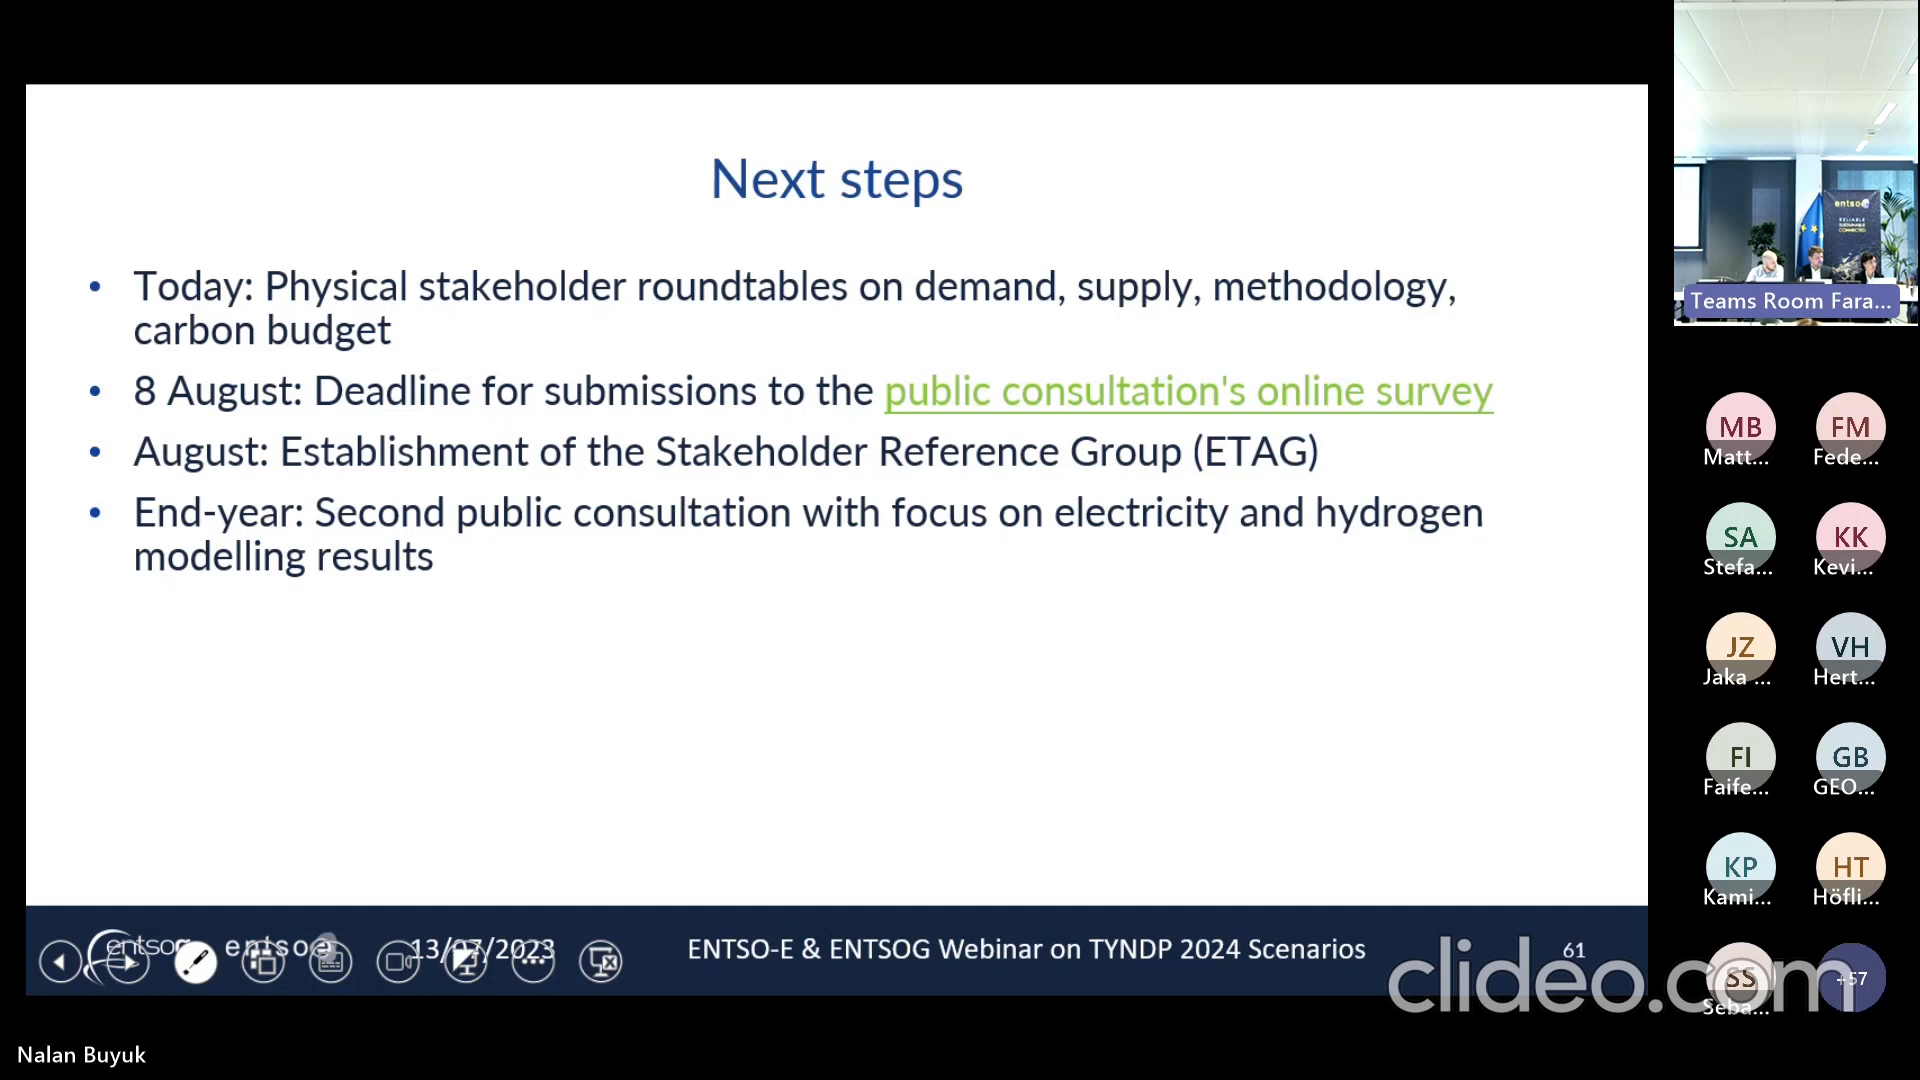 Next steps
• Today: Physical stakeholder roundtables on demand, supply, methodology,
carbon budget
• 8 August: Deadline for submissions to the public consultation's online survey
• August: Establishment of the Stakeholder Reference Group (ETAG)
• End-year: Second public consultation with focus on electricity and hydrogen
modelling results
entsog entsoe 13/07/2023 ENTSO-E & ENTSOG Webinar on TYNDP 2024 Scenarios 61
entsoe
RELIABLE
SUSTAINABLE
CONNECTED
Teams Room Fara...
MB FM
Matt... Fede...
SA KK
Stefa... Kevi...
JZ VH
Jaka ... Hert...
FI GB
Faife... GEO...
KP HT
Kami... Höfli...
SS +57
Seba...
clideo.com
Nalan Buyuk